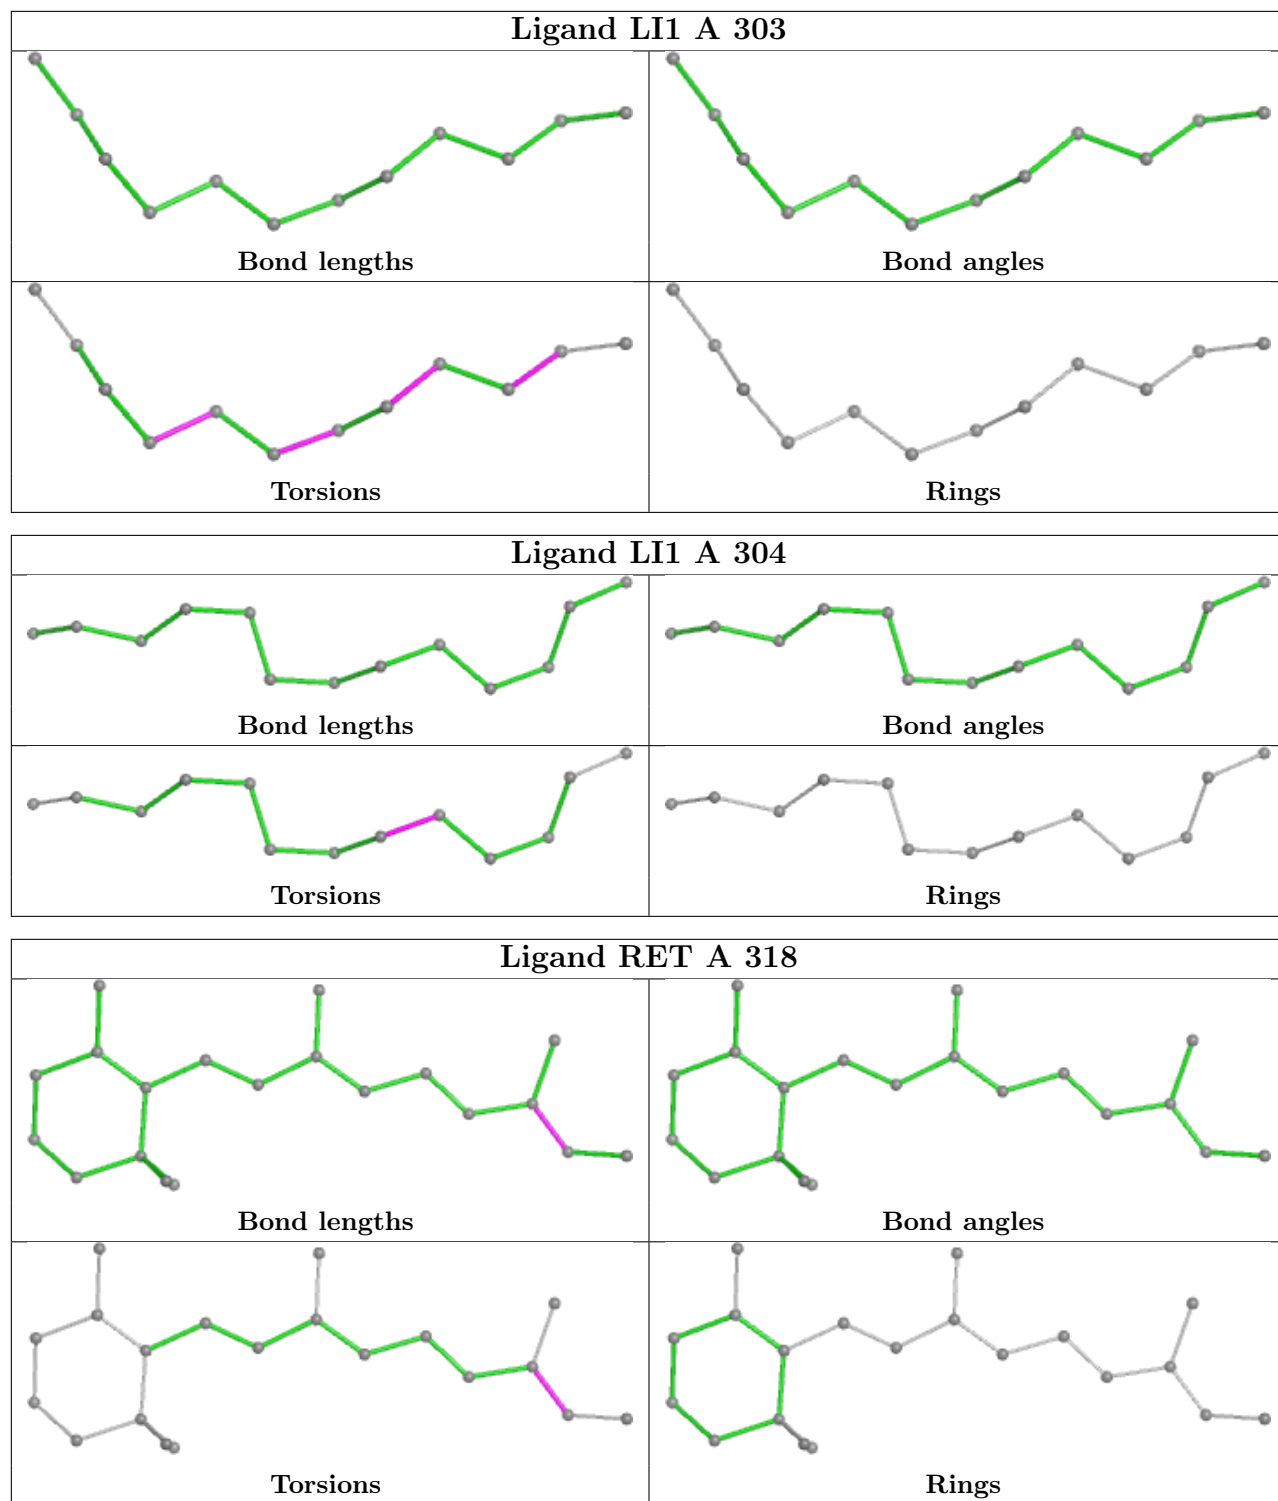 Ligand LI1 A 303
Bond lengths
Bond angles
Torsions
Rings
Ligand LI1 A 304
Bond lengths
Bond angles
Torsions
Rings
Ligand RET A 318
Bond lengths
Bond angles
Torsions
Rings